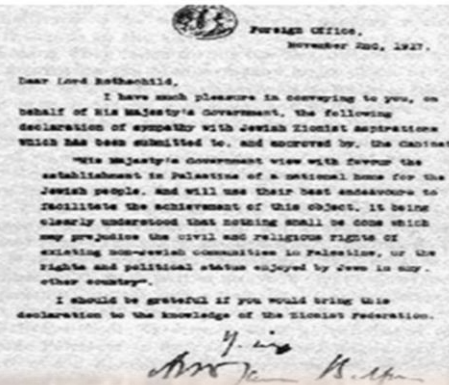 Foreign Office,
November 2nd, 1917.
Dear Lord Rothschild,
I have much pleasure in conveying to you, on
behalf of His Majesty's Government, the following
declaration of sympathy with Jewish Zionist aspirations
which has been submitted to, and approved by, the Cabinet
"His Majesty's Government view with favour the
establishment in Palestine of a national home for the
Jewish people, and will use their best endeavours to
facilitate the achievement of this object, it being
clearly understood that nothing shall be done which
may prejudice the civil and religious rights of
existing non-Jewish communities in Palestine, or the
rights and political status enjoyed by Jews in any
other country".
I should be grateful if you would bring this
declaration to the knowledge of the Zionist Federation.